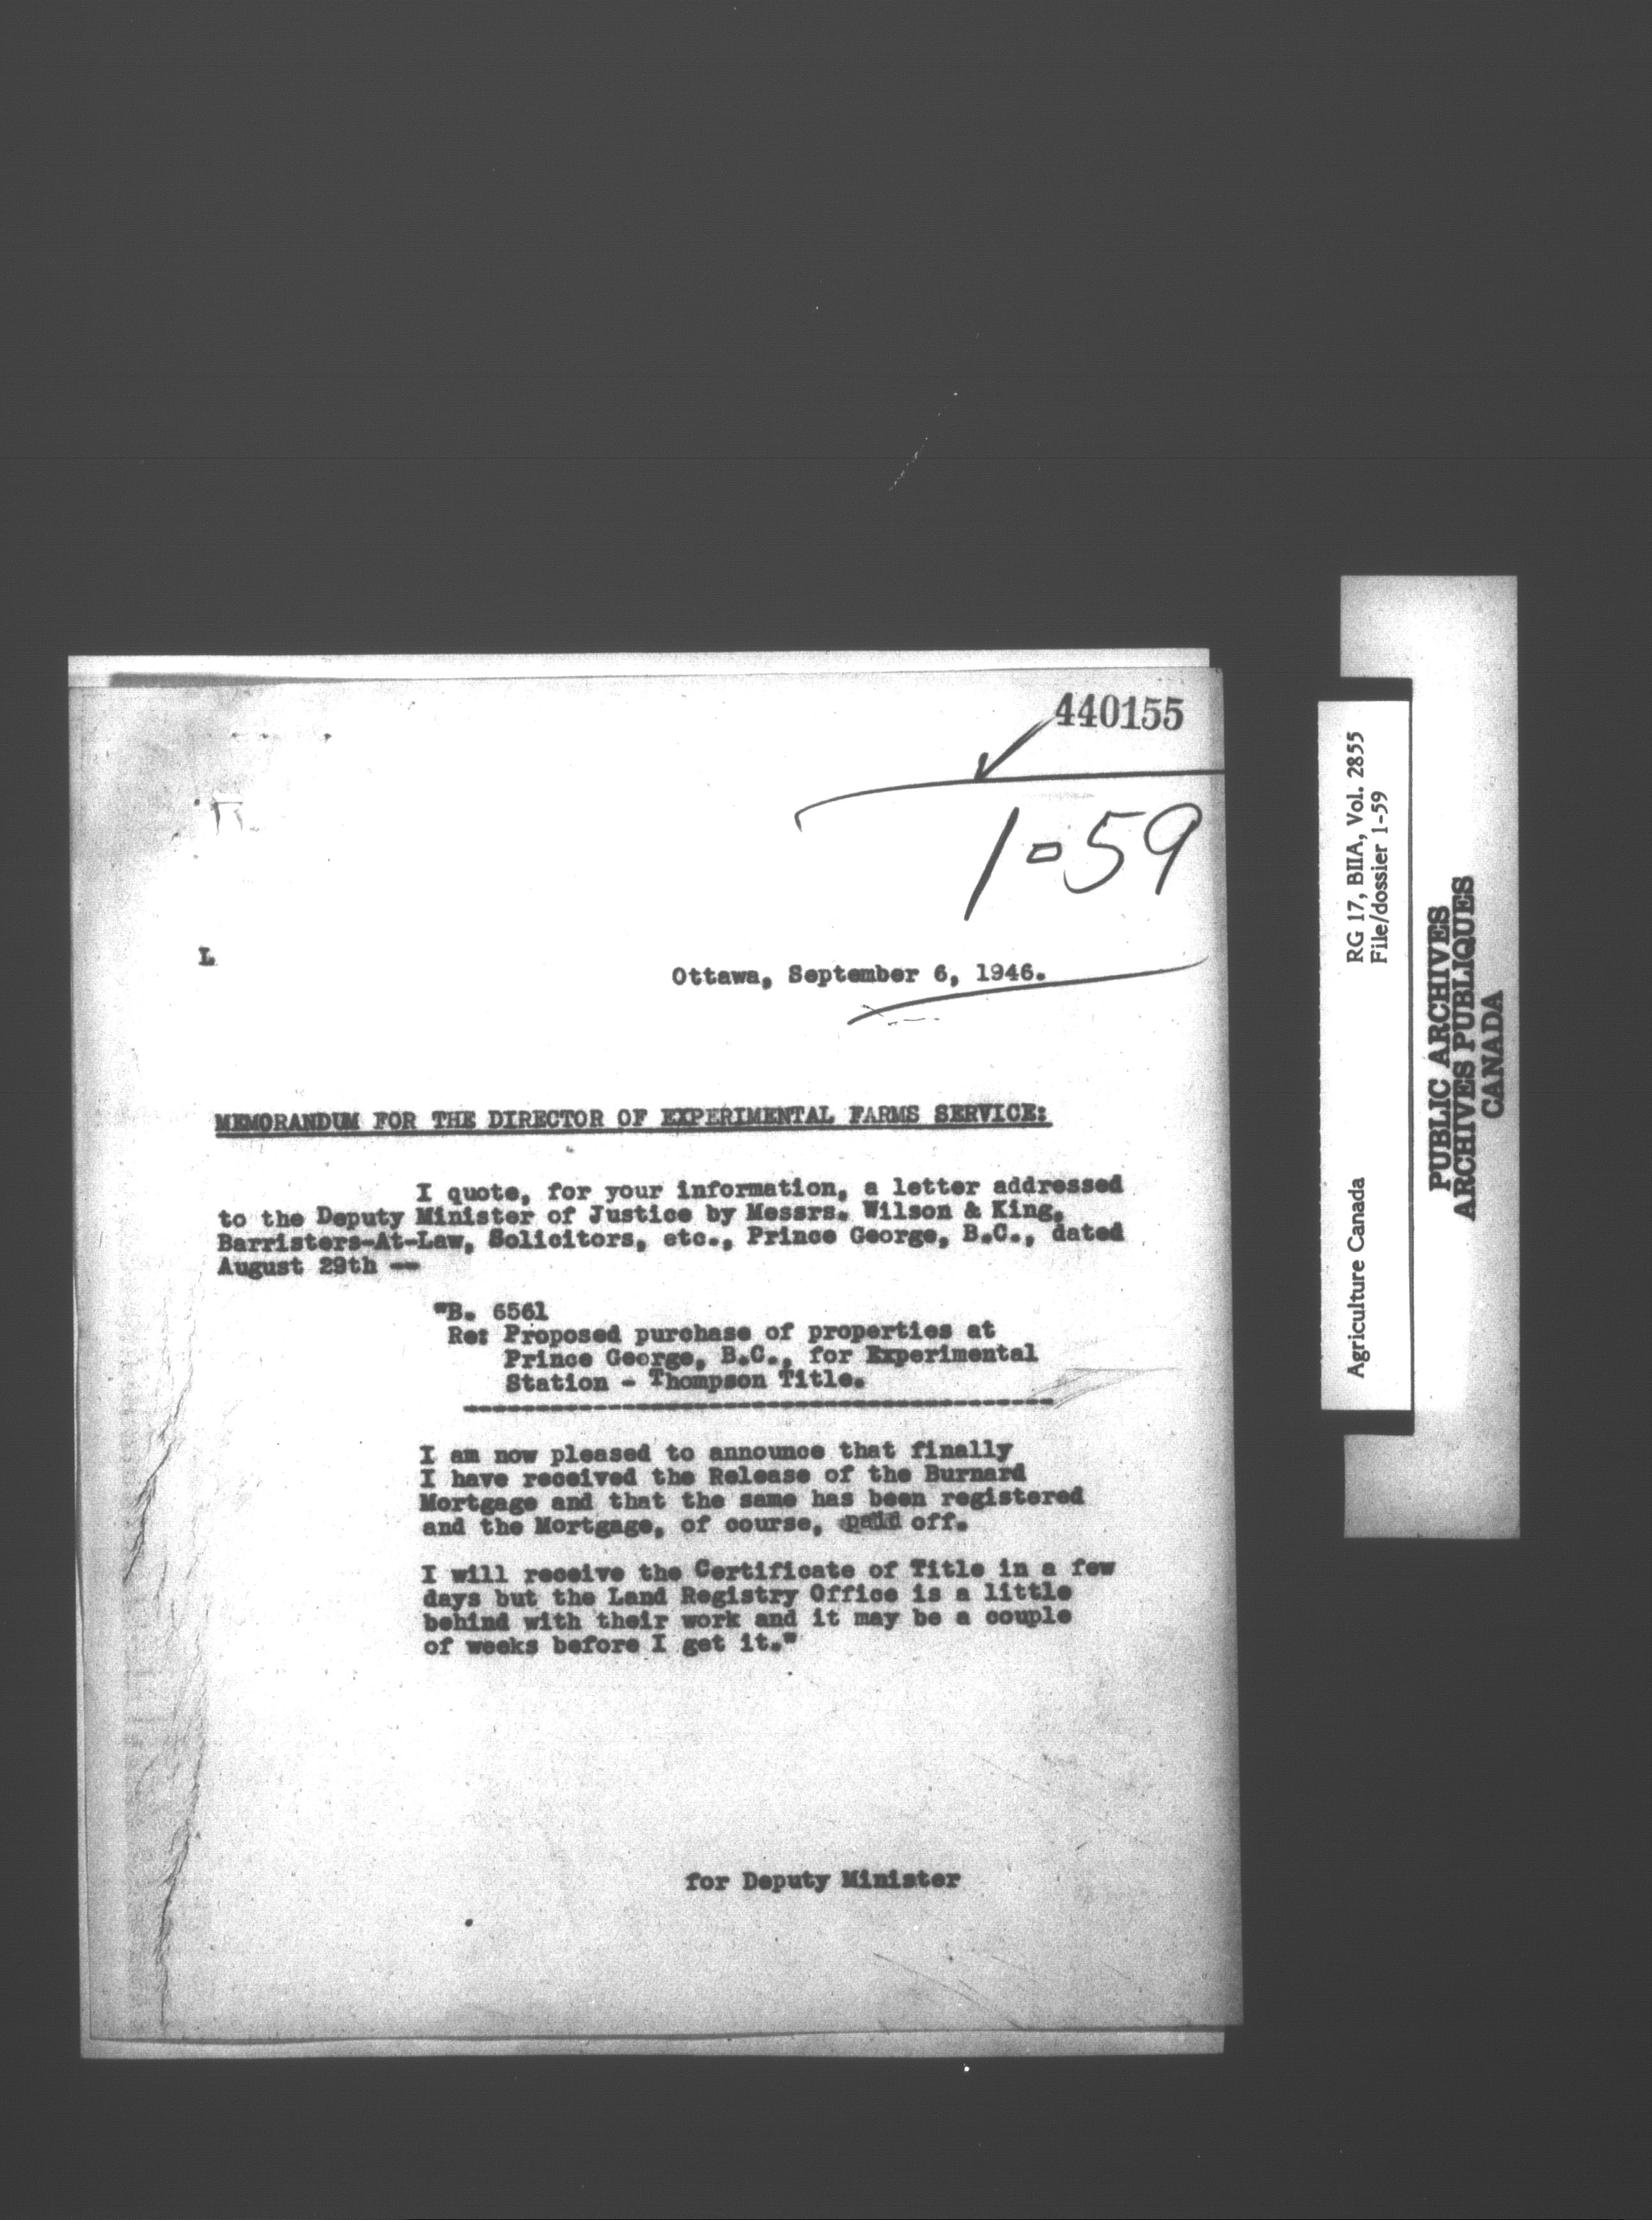 440155
1-59
L
Ottawa, September 6, 1946.
MEMORANDUM FOR THE DIRECTOR OF EXPERIMENTAL FARMS SERVICE:
I quote, for your information, a letter addressed
to the Deputy Minister of Justice by Messrs. Wilson & King,
Barristers-At-Law, Solicitors, etc., Prince George, B.C., dated
August 29th --
"B. 6561
Re: Proposed purchase of properties at
Prince George, B.C., for Experimental
Station - Thompson Title.
I am now pleased to announce that finally
I have received the Release of the Burnard
Mortgage and that the same has been registered
and the Mortgage, of course, paid off.
I will receive the Certificate of Title in a few
days but the Land Registry Office is a little
behind with their work and it may be a couple
of weeks before I get it."
for Deputy Minister
Agriculture Canada
RG 17, BIIA, Vol. 2855
File/dossier 1-59
PUBLIC ARCHIVES
ARCHIVES PUBLIQUES
CANADA